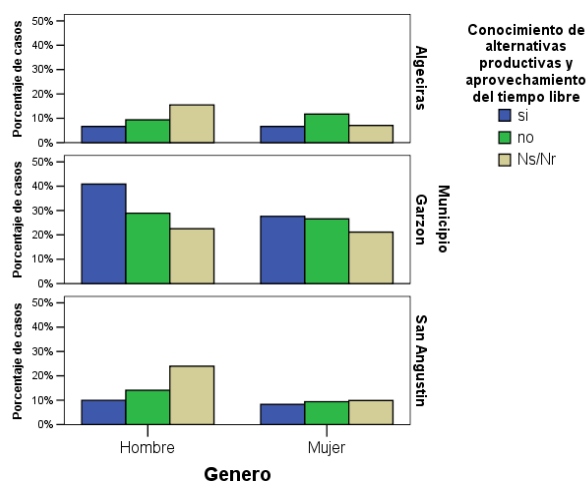 50%
40%
30%
20%
10%
0%
Porcentaje de casos
Algeciras
50%
40%
30%
20%
10%
0%
Porcentaje de casos
Garzon
Municipio
50%
40%
30%
20%
10%
0%
Porcentaje de casos
San Angustin
Hombre
Mujer
Genero
Conocimiento de
alternativas
productivas y
aprovechamiento
del tiempo libre
si
no
Ns/Nr